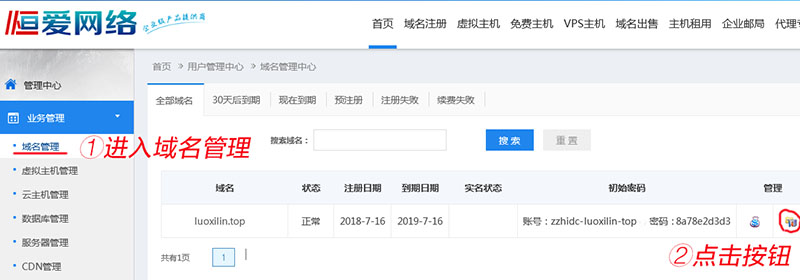 恒爱网络
企业级产品提供商
首页 域名注册 虚拟主机 免费主机 VPS主机 域名出售 主机租用 企业邮局 代理专
首页 » 用户管理中心 » 域名管理中心
管理中心
业务管理
域名管理
虚拟主机管理
云主机管理
数据库管理
服务器管理
CDN管理
①进入域名管理
全部域名 30天后到期 现在到期 预注册 注册失败 续费失败
搜索域名：
搜 索 重 置
域名 状态 注册日期 到期日期 实名状态 初始密码 管理
luoxilin.top 正常 2018-7-16 2019-7-16 账号：zzhidc-luoxilin-top 密码：8a78e2d3d3
共有1页 1
②点击按钮